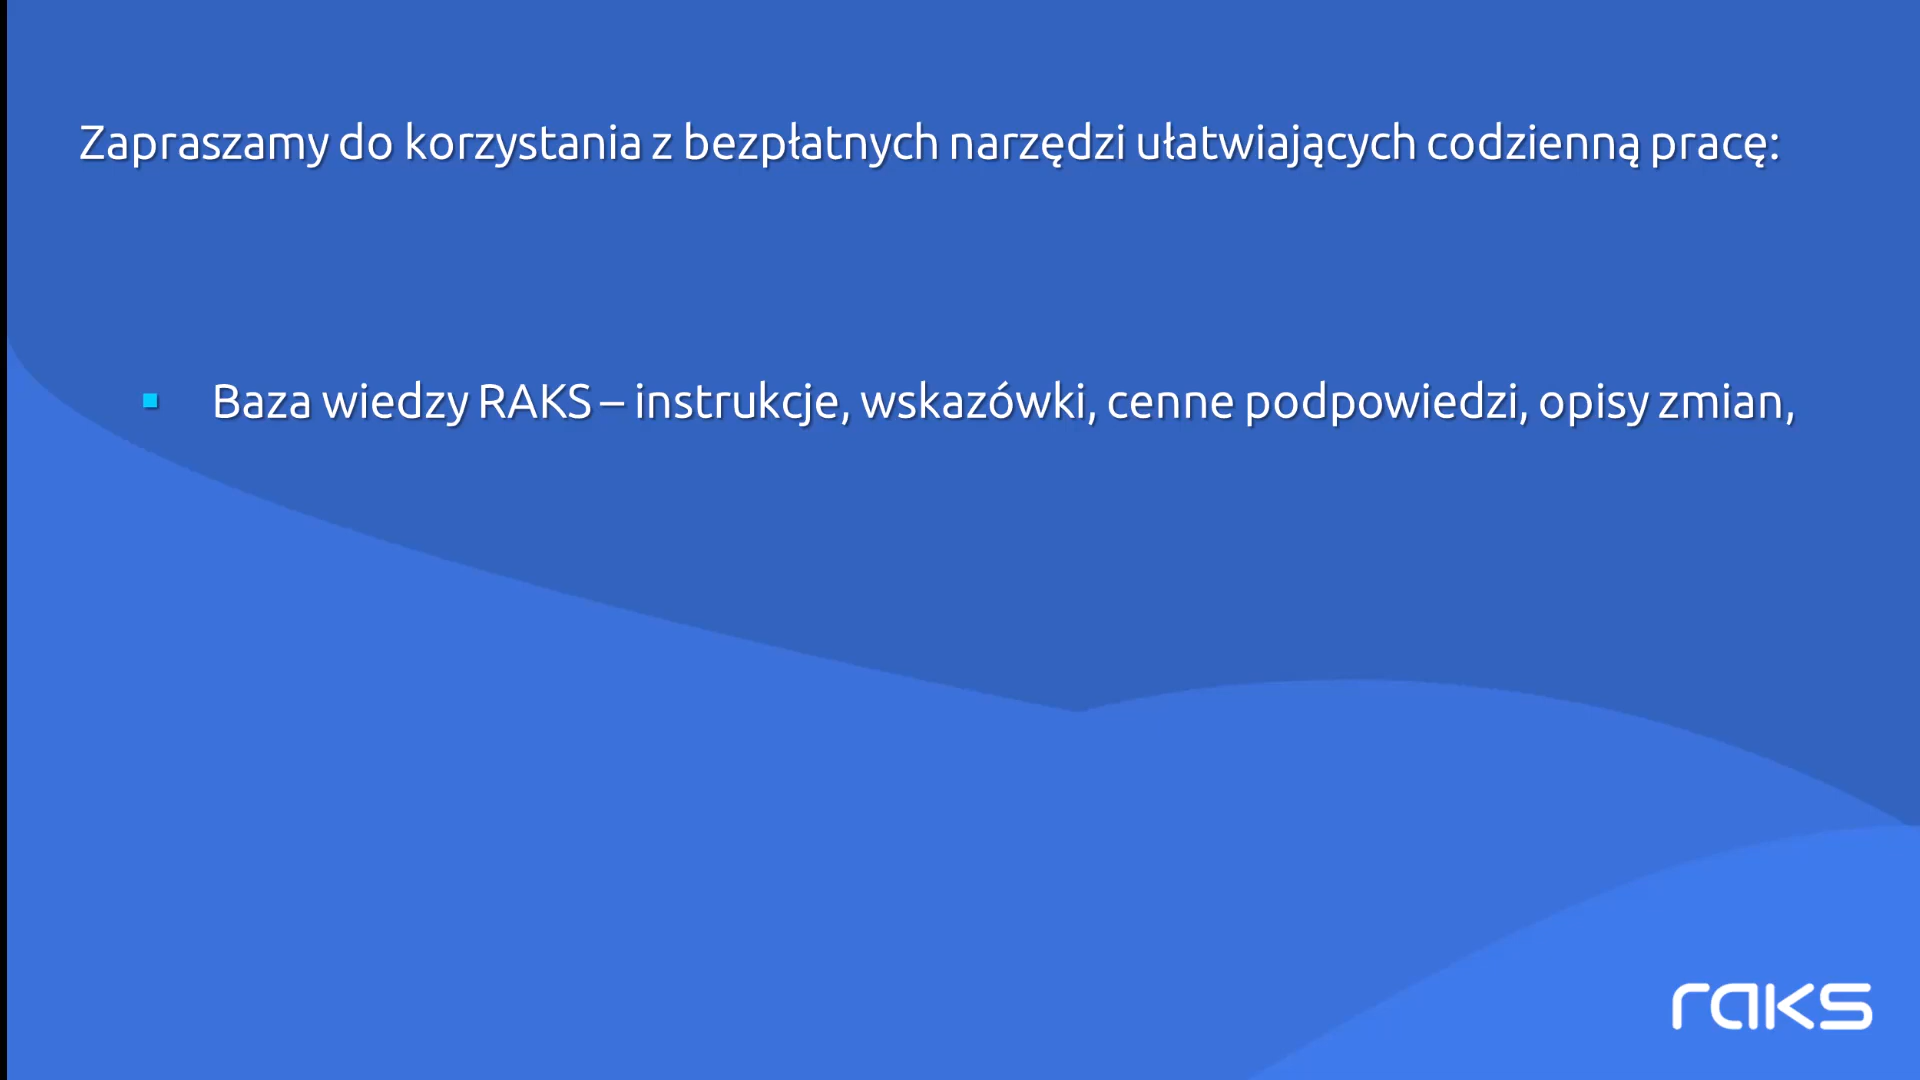 Zapraszamy do korzystania z bezpłatnych narzędzi ułatwiających codzienną pracę:
▪ Baza wiedzy RAKS – instrukcje, wskazówki, cenne podpowiedzi, opisy zmian,
raks